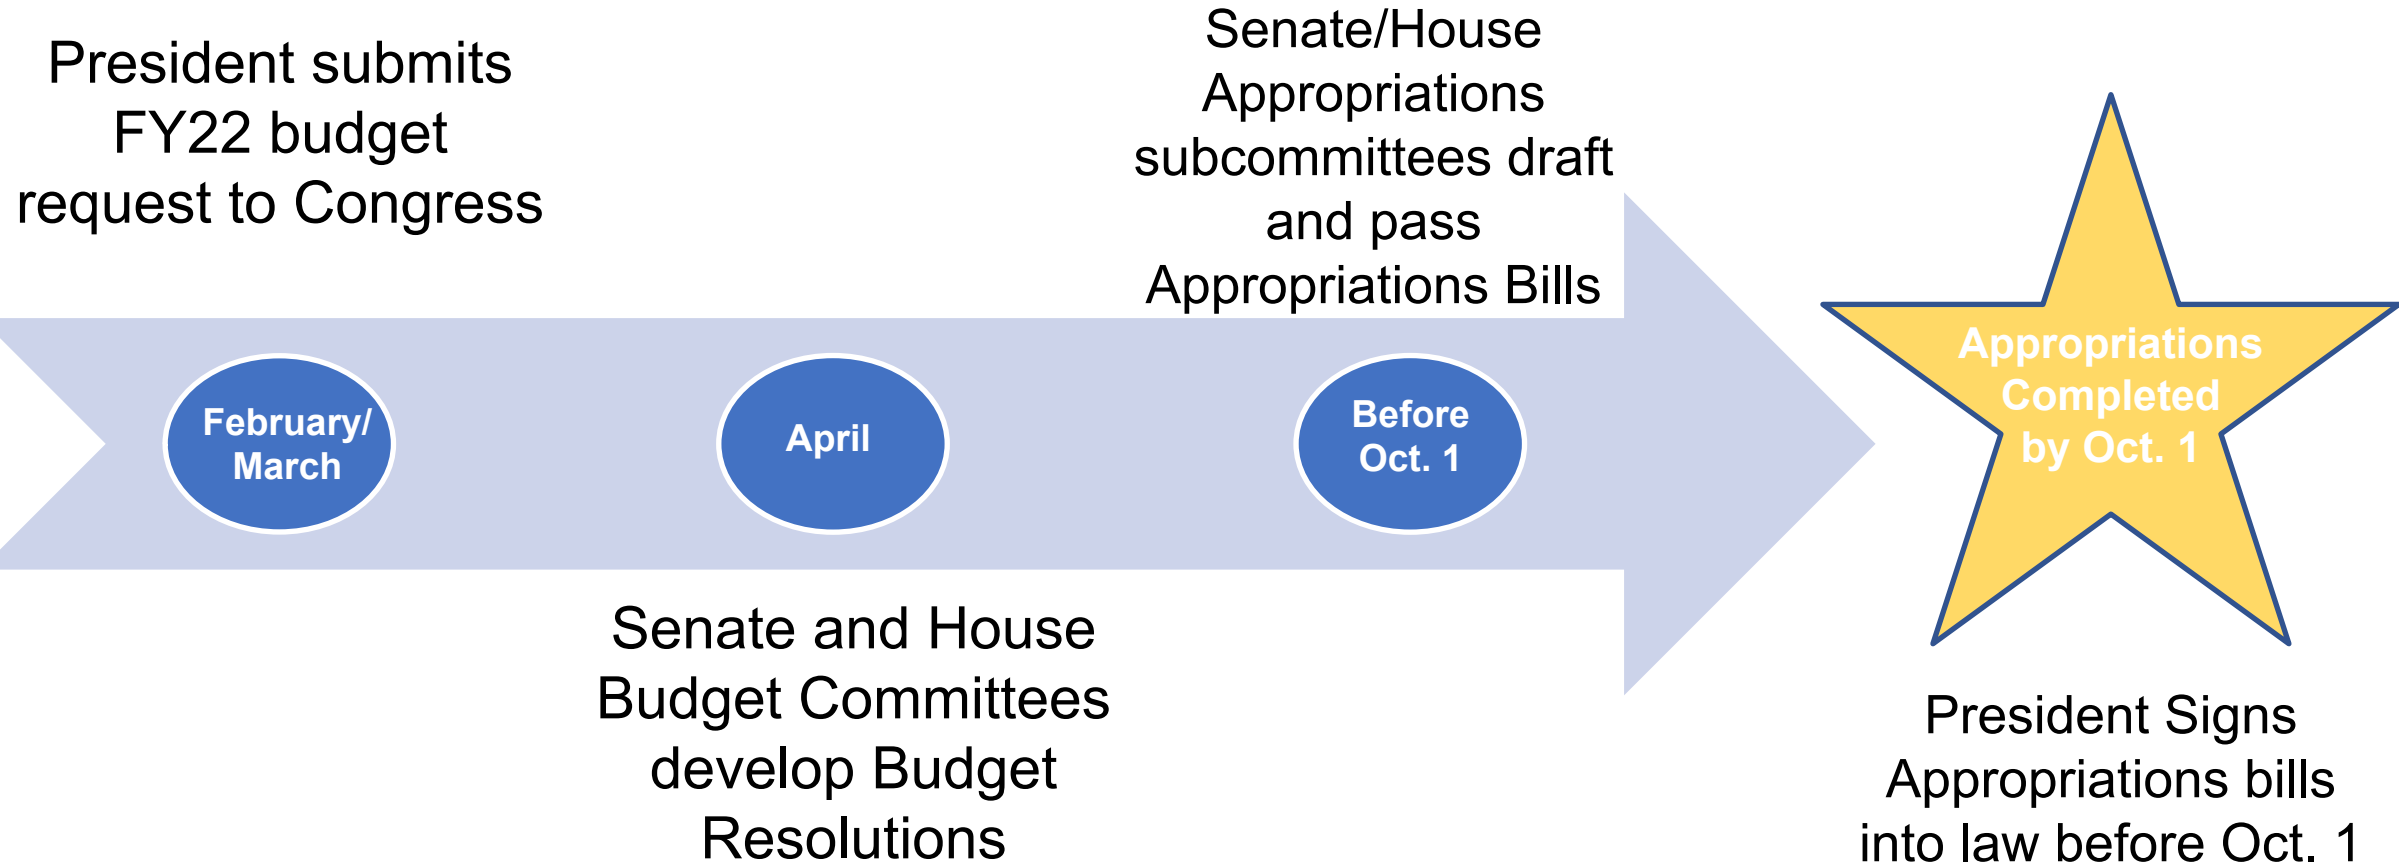 President submits
FY22 budget
request to Congress
February/
March
April
Senate and House
Budget Committees
develop Budget
Resolutions
Senate/House
Appropriations
subcommittees draft
and pass
Appropriations Bills
Before
Oct. 1
Appropriations
Completed
by Oct. 1
President Signs
Appropriations bills
into law before Oct. 1